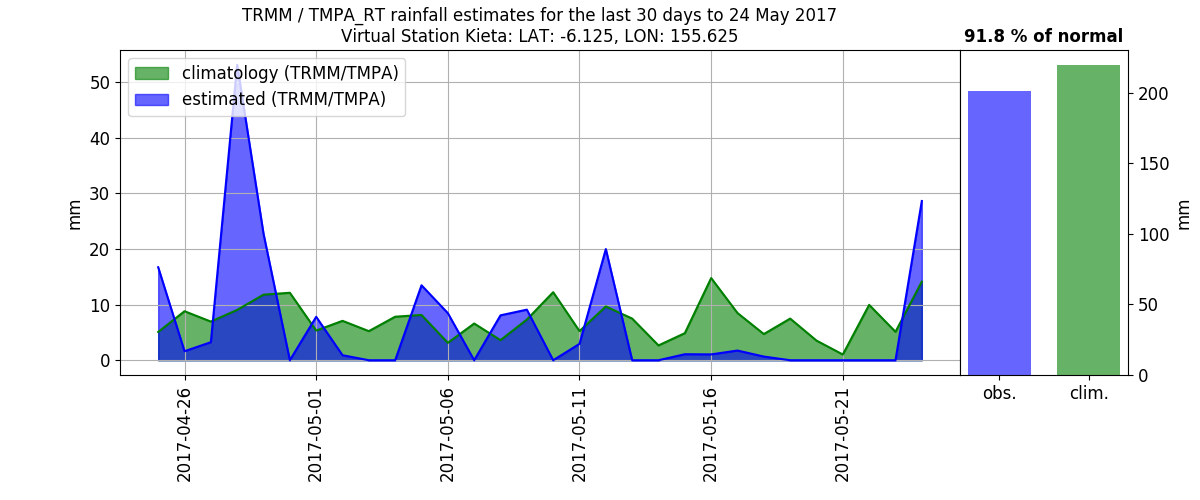 TRMM / TMPA_RT rainfall estimates for the last 30 days to 24 May 2017
Virtual Station Kieta: LAT: -6.125, LON: 155.625
91.8 % of normal
climatology (TRMM/TMPA)
estimated (TRMM/TMPA)
50
40
30
20
10
0
mm
200
150
100
50
0
mm
2017-04-26
2017-05-01
2017-05-06
2017-05-11
2017-05-16
2017-05-21
obs.
clim.